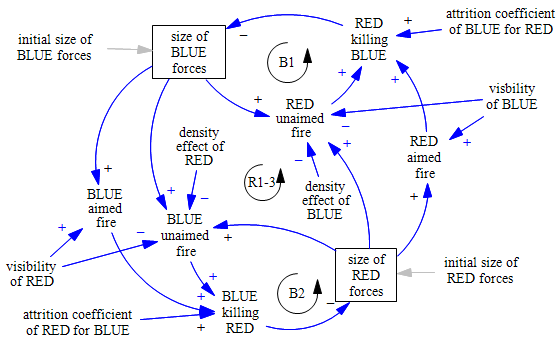 RED
killing
BLUE
attrition coefficient
of BLUE for RED
size of
BLUE
forces
initial size of
BLUE forces
B1
visbility
of BLUE
RED
unaimed
fire
density
effect of
RED
RED
aimed
fire
R1-3
density
effect of
BLUE
BLUE
aimed
fire
BLUE
unaimed
fire
visibility
of RED
size of
RED
forces
initial size of
RED forces
B2
BLUE
killing
RED
attrition coefficient
of RED for BLUE